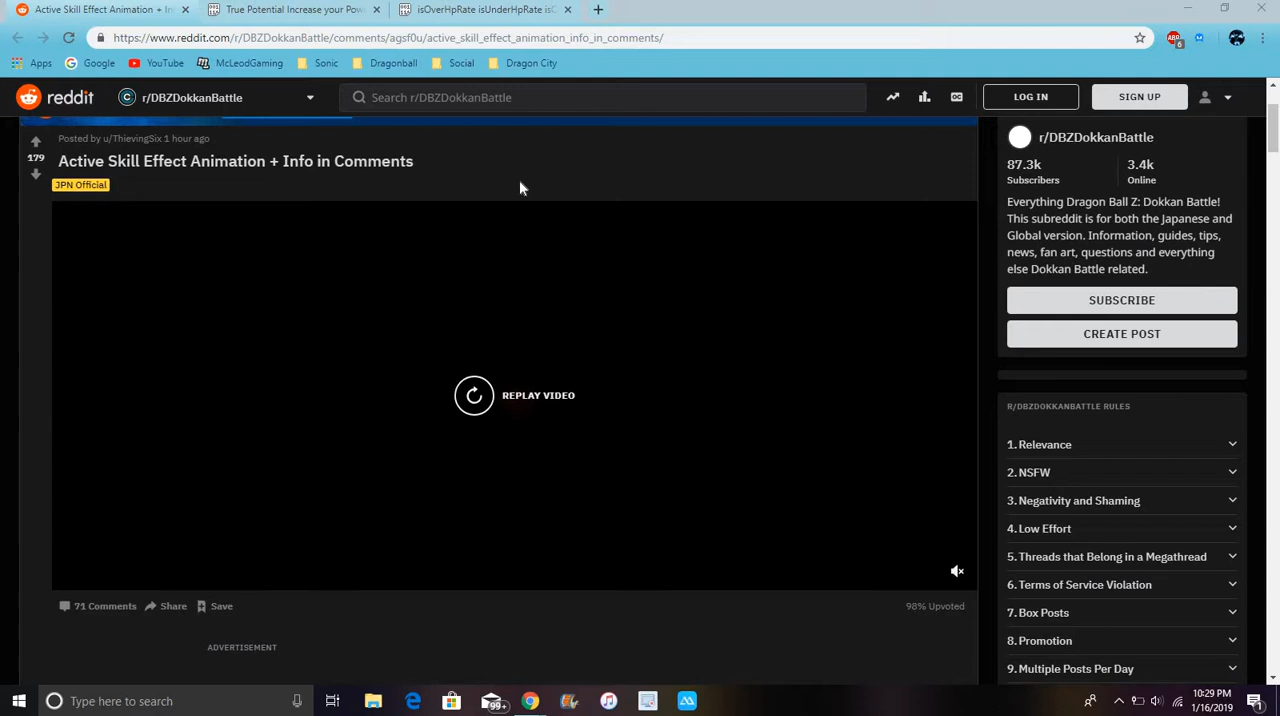 Active Skill Effect Animation + In
True Potential Increase your Pow
isOverHpRate isUnderHpRate isC
https://www.reddit.com/r/DBZDokkanBattle/comments/agsf0u/active_skill_effect_animation_info_in_comments/
ABP
6
Apps
Google
YouTube
McLeodGaming
Sonic
Dragonball
Social
Dragon City
reddit
r/DBZDokkanBattle
Search r/DBZDokkanBattle
OC
LOG IN
SIGN UP
Posted by u/ThievingSix 1 hour ago
179
Active Skill Effect Animation + Info in Comments
JPN Official
REPLAY VIDEO
71 Comments
Share
Save
98% Upvoted
ADVERTISEMENT
r/DBZDokkanBattle
87.3k
3.4k
Subscribers
Online
Everything Dragon Ball Z: Dokkan Battle!
This subreddit is for both the Japanese and
Global version. Information, guides, tips,
news, fan art, questions and everything
else Dokkan Battle related.
SUBSCRIBE
CREATE POST
R/DBZDOKKANBATTLE RULES
1. Relevance
2. NSFW
3. Negativity and Shaming
4. Low Effort
5. Threads that Belong in a Megathread
6. Terms of Service Violation
7. Box Posts
8. Promotion
9. Multiple Posts Per Day
Type here to search
99+
10:29 PM
1/16/2019
1